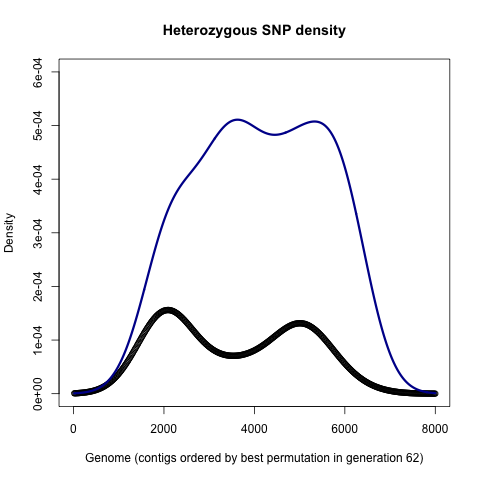 Heterozygous SNP density
6e-04
5e-04
4e-04
3e-04
2e-04
1e-04
0e+00
Density
0 2000 4000 6000 8000
Genome (contigs ordered by best permutation in generation 62)